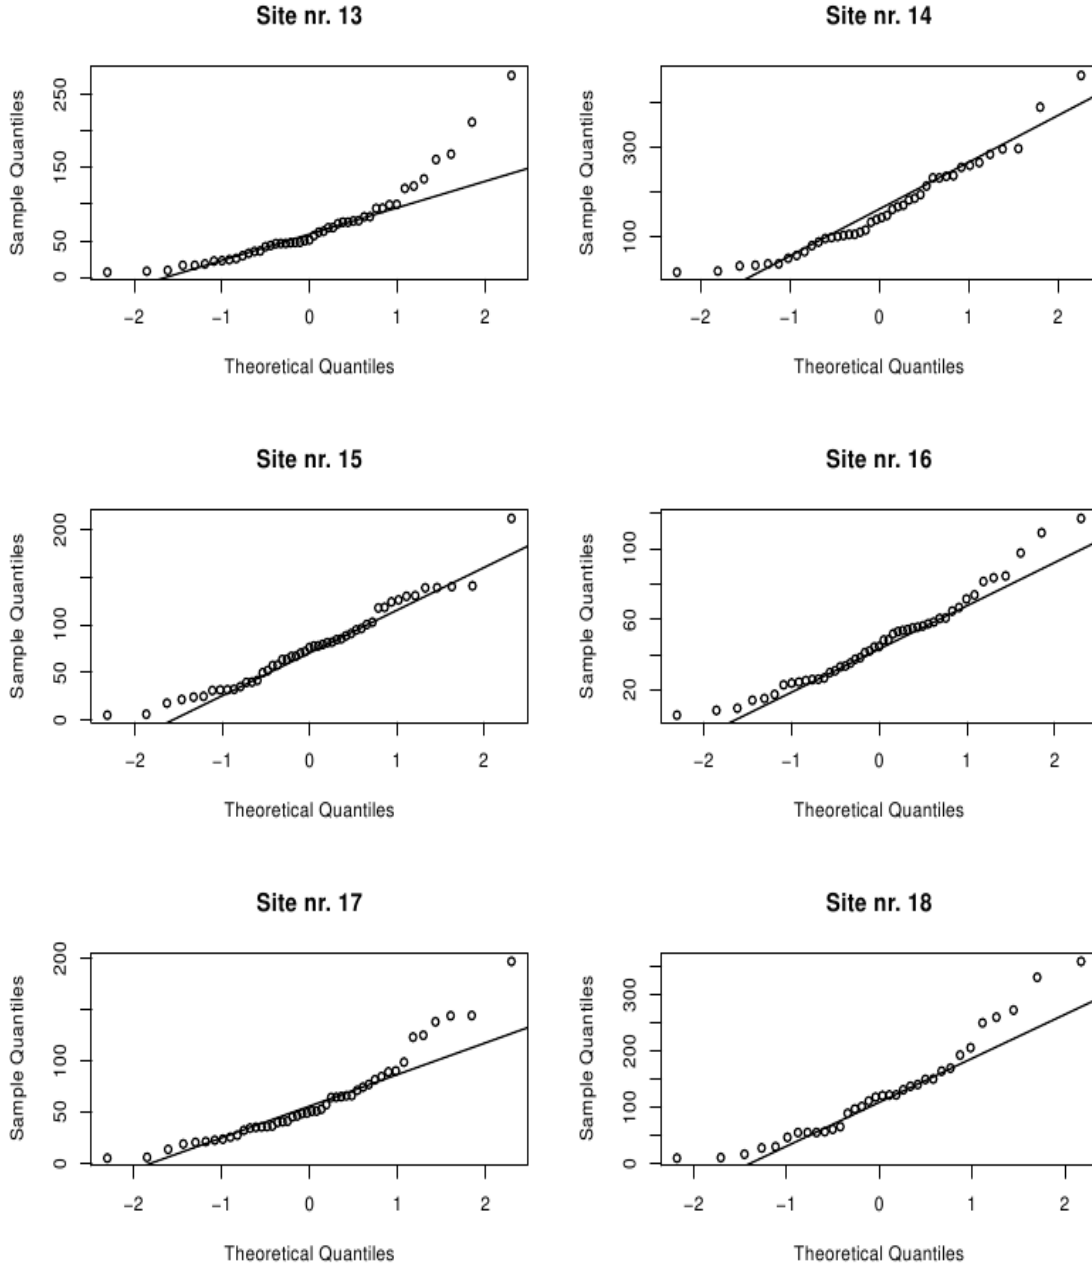 Site nr. 13
Sample Quantiles
0 50 150 250
−2 −1 0 1 2
Theoretical Quantiles
Site nr. 14
Sample Quantiles
100 300
−2 −1 0 1 2
Theoretical Quantiles
Site nr. 15
Sample Quantiles
0 50 100 200
−2 −1 0 1 2
Theoretical Quantiles
Site nr. 16
Sample Quantiles
20 60 100
−2 −1 0 1 2
Theoretical Quantiles
Site nr. 17
Sample Quantiles
0 50 100 200
−2 −1 0 1 2
Theoretical Quantiles
Site nr. 18
Sample Quantiles
0 100 200 300
−2 −1 0 1 2
Theoretical Quantiles